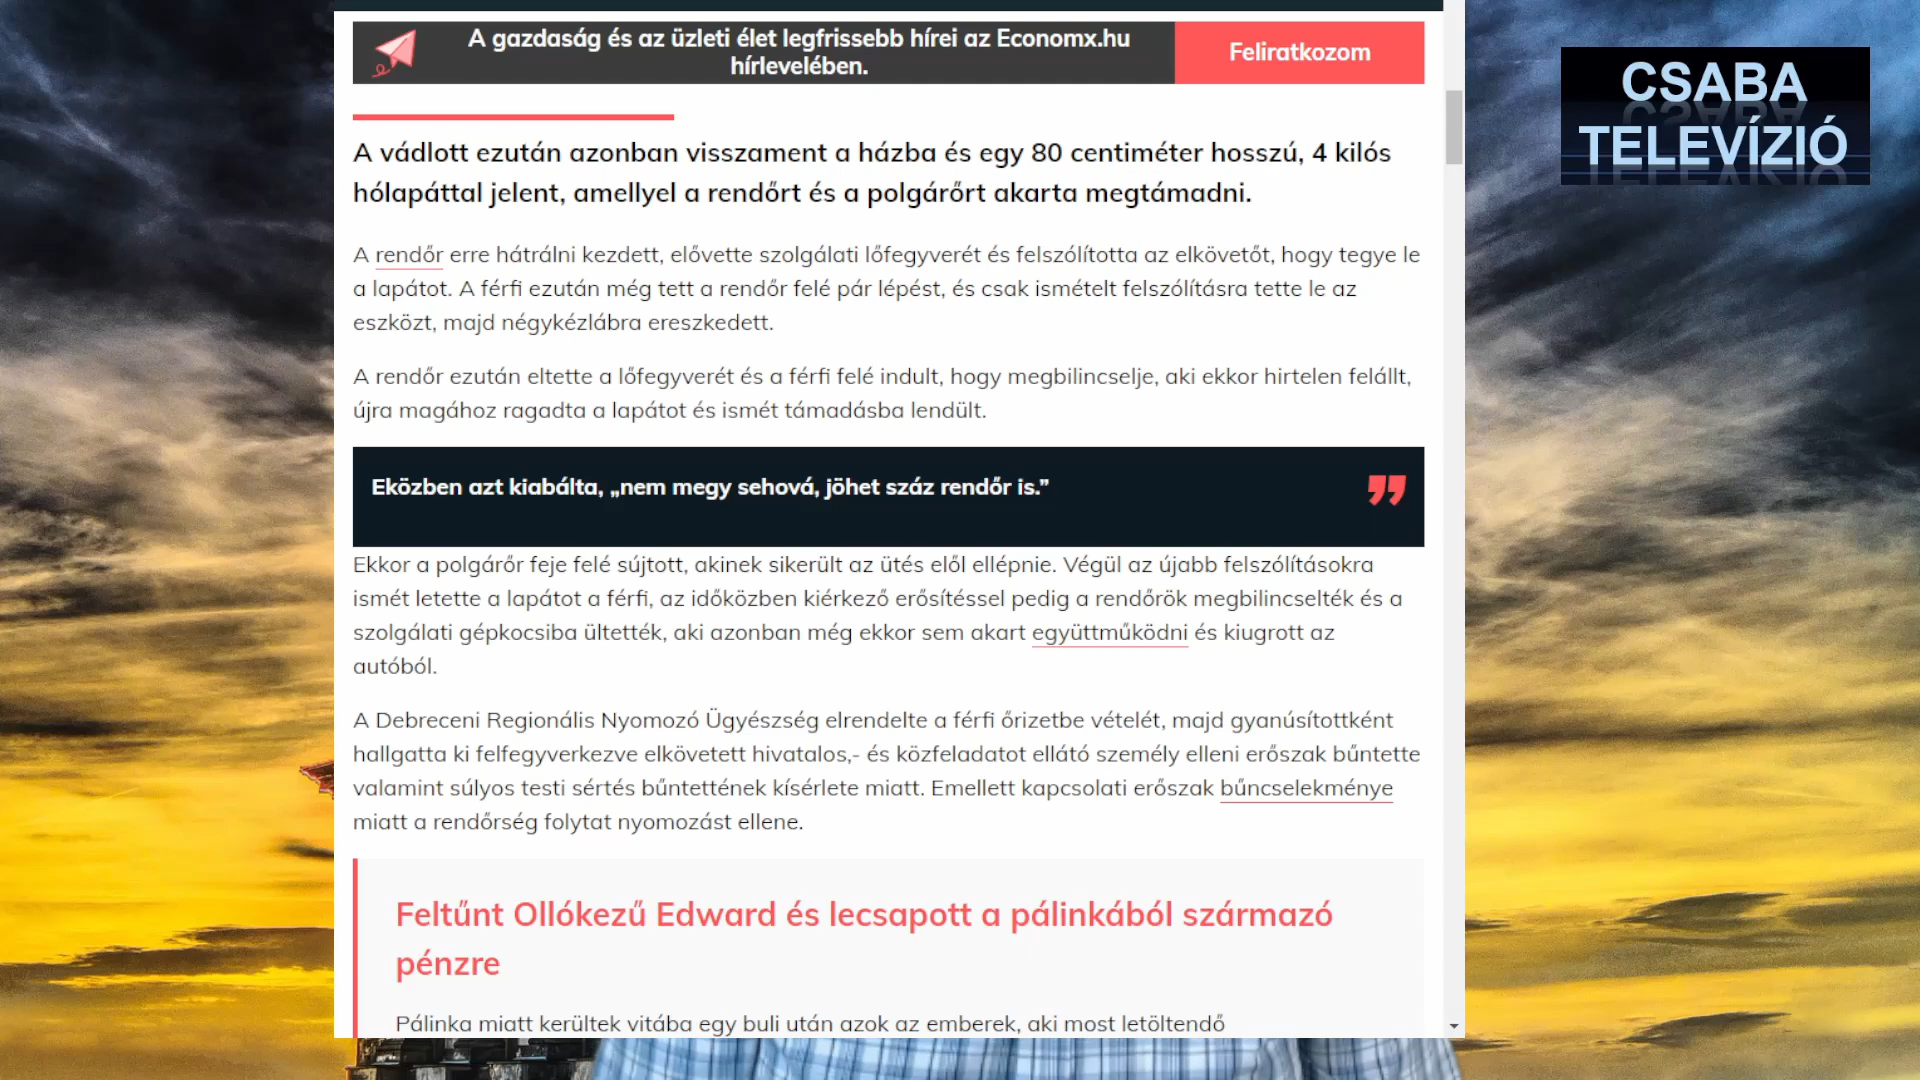 A gazdaság és az üzleti élet legfrissebb hírei az Economx.hu
hírlevelében.
Feliratkozom
CSABA
TELEVÍZIÓ
A vádlott ezután azonban visszament a házba és egy 80 centiméter hosszú, 4 kilós
hólapáttal jelent, amellyel a rendőrt és a polgárőrt akarta megtámadni.
A rendőr erre hátrálni kezdett, elővette szolgálati lőfegyverét és felszólította az elkövetőt, hogy tegye le
a lapátot. A férfi ezután még tett a rendőr felé pár lépést, és csak ismételt felszólításra tette le az
eszközt, majd négykézlábra ereszkedett.
A rendőr ezután eltette a lőfegyverét és a férfi felé indult, hogy megbilincselje, aki ekkor hirtelen felállt,
újra magához ragadta a lapátot és ismét támadásba lendült.
Eközben azt kiabálta, „nem megy sehová, jöhet száz rendőr is.”
Ekkor a polgárőr feje felé sújtott, akinek sikerült az ütés elől ellépnie. Végül az újabb felszólításokra
ismét letette a lapátot a férfi, az időközben kiérkező erősítéssel pedig a rendőrök megbilincselték és a
szolgálati gépkocsiba ültették, aki azonban még ekkor sem akart együttműködni és kiugrott az
autóból.
A Debreceni Regionális Nyomozó Ügyészség elrendelte a férfi őrizetbe vételét, majd gyanúsítottként
hallgatta ki felfegyverkezve elkövetett hivatalos,- és közfeladatot ellátó személy elleni erőszak bűntette
valamint súlyos testi sértés bűntettének kísérlete miatt. Emellett kapcsolati erőszak bűncselekménye
miatt a rendőrség folytat nyomozást ellene.
Feltűnt Ollókezű Edward és lecsapott a pálinkából származó
pénzre
Pálinka miatt kerültek vitába egy buli után azok az emberek, aki most letöltendő